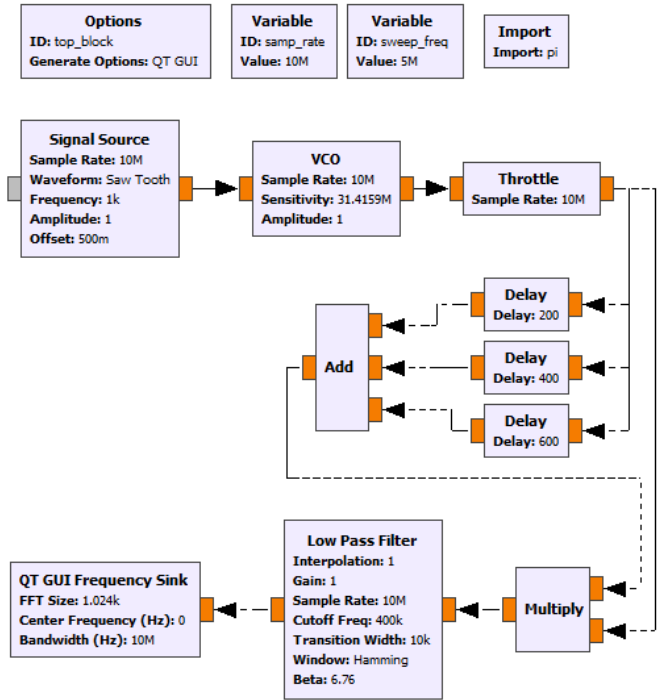 Options
ID: top_block
Generate Options: QT GUI
Variable
ID: samp_rate
Value: 10M
Variable
ID: sweep_freq
Value: 5M
Import
Import: pi
Signal Source
Sample Rate: 10M
Waveform: Saw Tooth
Frequency: 1k
Amplitude: 1
Offset: 500m
VCO
Sample Rate: 10M
Sensitivity: 31.4159M
Amplitude: 1
Throttle
Sample Rate: 10M
Delay
Delay: 200
Add
Delay
Delay: 400
Delay
Delay: 600
QT GUI Frequency Sink
FFT Size: 1.024k
Center Frequency (Hz): 0
Bandwidth (Hz): 10M
Low Pass Filter
Interpolation: 1
Gain: 1
Sample Rate: 10M
Cutoff Freq: 400k
Transition Width: 10k
Window: Hamming
Beta: 6.76
Multiply